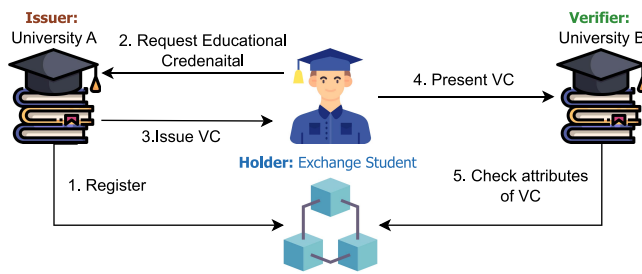 Issuer:
University A
2. Request Educational
Credenaital
Verifier:
University B
4. Present VC
3.Issue VC
Holder: Exchange Student
1. Register
5. Check attributes
of VC